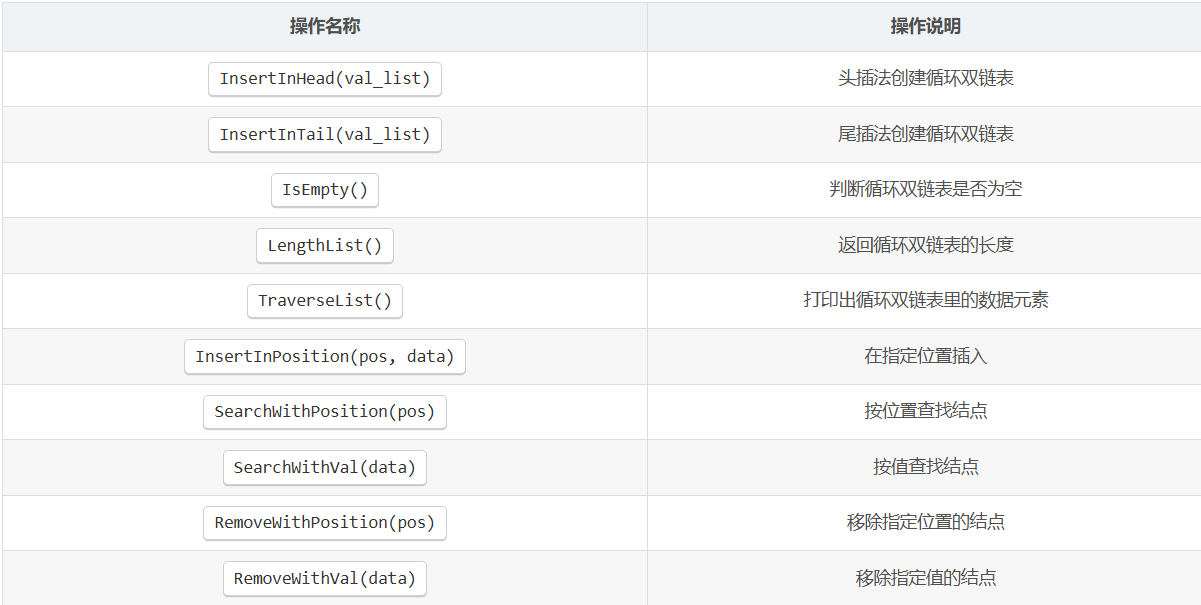 操作名称 操作说明
InsertInHead(val_list) 头插法创建循环双链表
InsertInTail(val_list) 尾插法创建循环双链表
IsEmpty() 判断循环双链表是否为空
LengthList() 返回循环双链表的长度
TraverseList() 打印出循环双链表里的数据元素
InsertInPosition(pos, data) 在指定位置插入
SearchWithPosition(pos) 按位置查找结点
SearchWithVal(data) 按值查找结点
RemoveWithPosition(pos) 移除指定位置的结点
RemoveWithVal(data) 移除指定值的结点